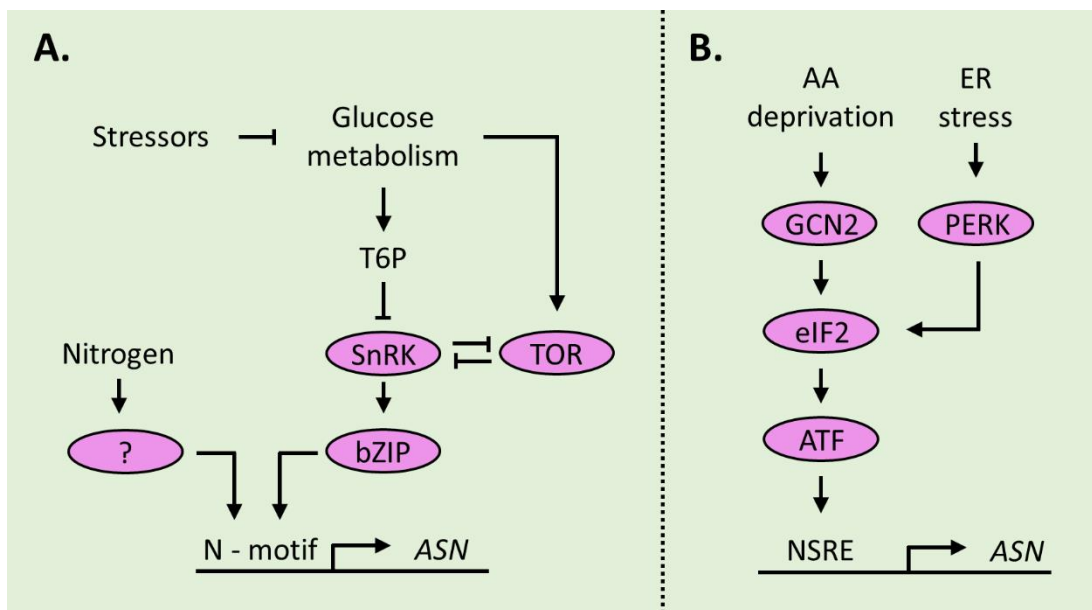 A.
Stressors
Glucose
metabolism
T6P
SnRK
TOR
Nitrogen
?
bZIP
N - motif
ASN
B.
AA
deprivation
ER
stress
GCN2
PERK
eIF2
ATF
NSRE
ASN